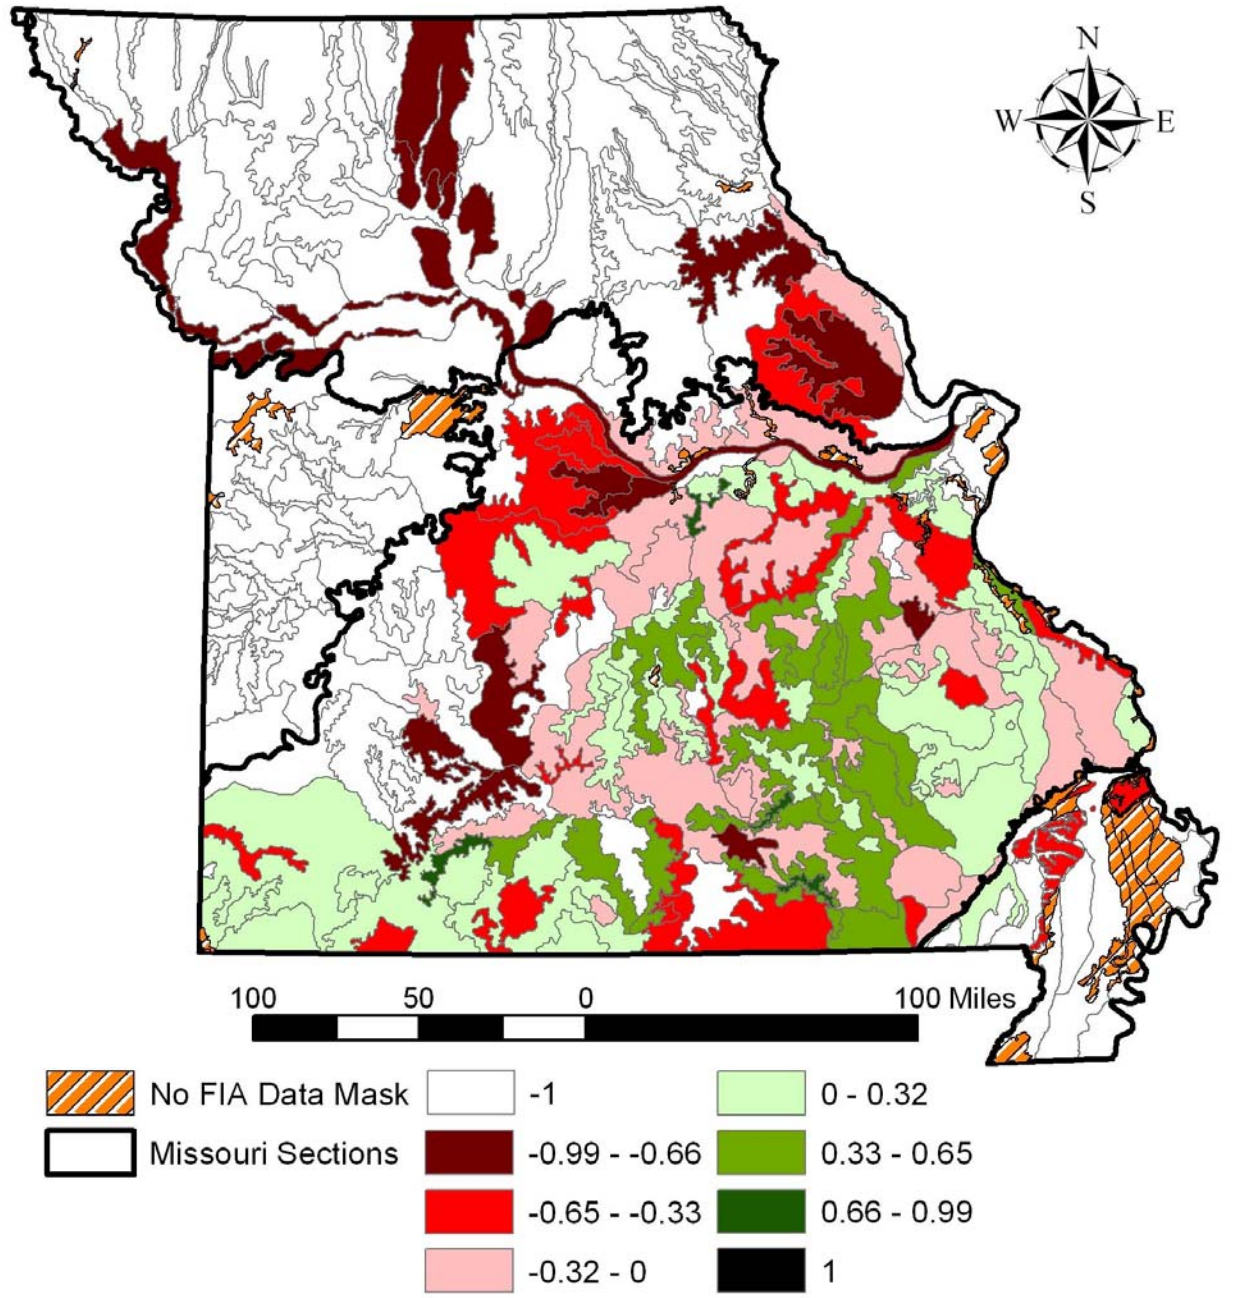 N
W E
S
100 50 0 100 Miles
No FIA Data Mask -1 0 - 0.32
Missouri Sections -0.99 - -0.66 0.33 - 0.65
-0.65 - -0.33 0.66 - 0.99
-0.32 - 0 1